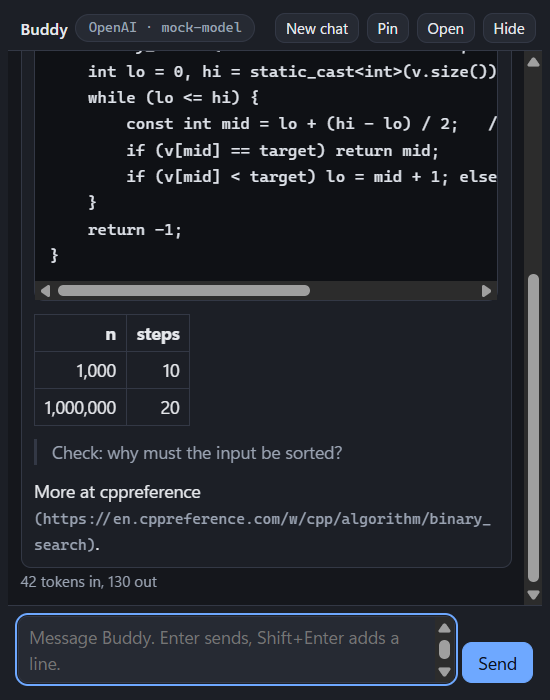 Buddy OpenAI · mock-model New chat Pin Open Hide
int lo = 0, hi = static_cast<int>(v.size())
while (lo <= hi) {
const int mid = lo + (hi - lo) / 2; /
if (v[mid] == target) return mid;
if (v[mid] < target) lo = mid + 1; else
}
return -1;
}
n steps
1,000 10
1,000,000 20
Check: why must the input be sorted?
More at cppreference
(https://en.cppreference.com/w/cpp/algorithm/binary_
search).
42 tokens in, 130 out
Message Buddy. Enter sends, Shift+Enter adds a
line.
Send